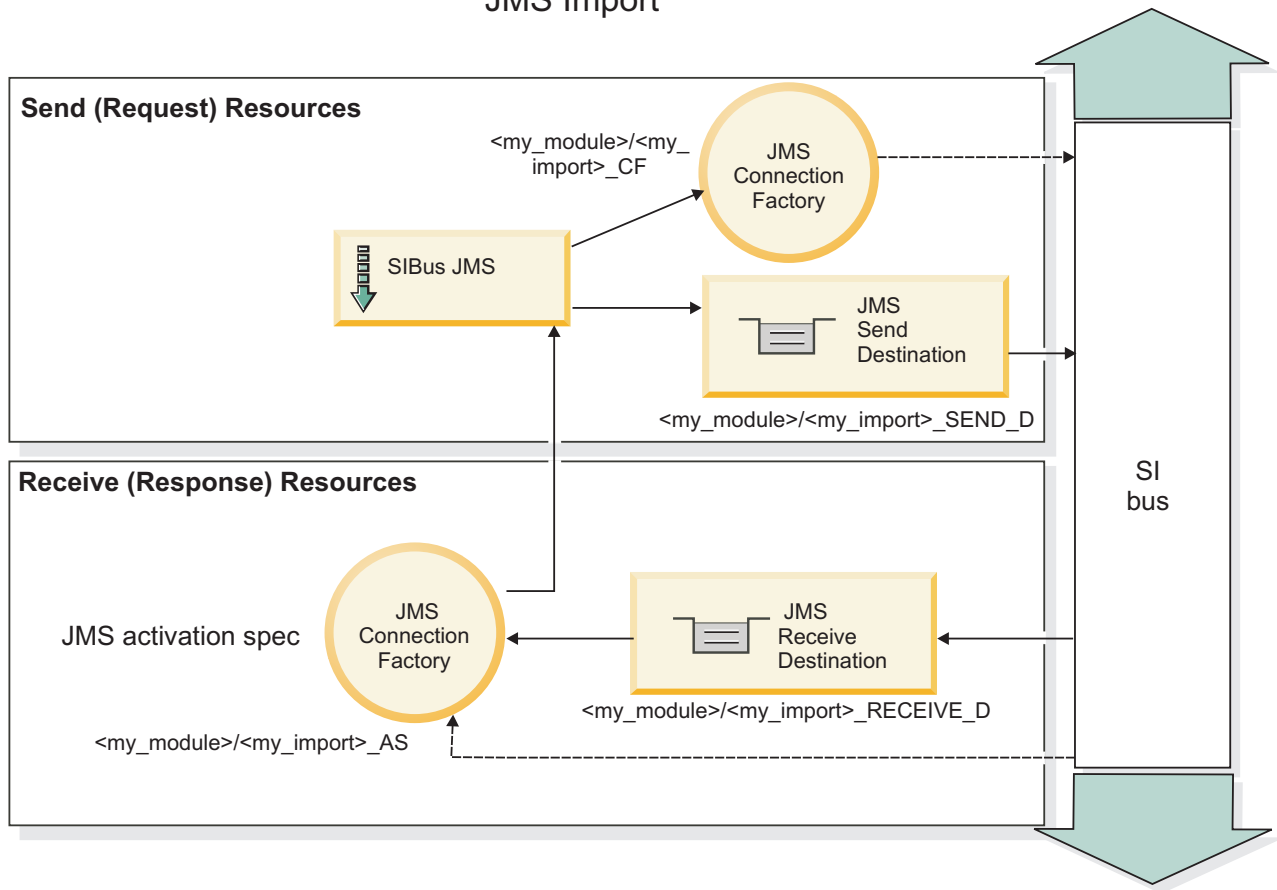 JMS Import
Send (Request) Resources
<my_module>/<my_
import>_CF
JMS
Connection
Factory
SIBus JMS
JMS
Send
Destination
<my_module>/<my_import>_SEND_D
SI
bus
Receive (Response) Resources
JMS activation spec
JMS
Connection
Factory
JMS
Receive
Destination
<my_module>/<my_import>_RECEIVE_D
<my_module>/<my_import>_AS